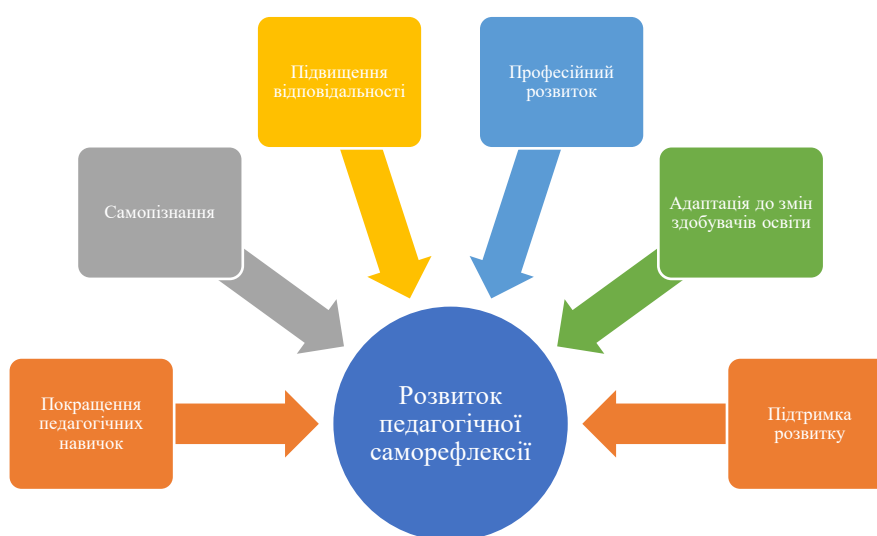 Підвищення
відповідальності
Професійний
розвиток
Самопізнання
Адаптація до змін
здобувачів освіти
Покращення
педагогічних
навичок
Розвиток
педагогічної
саморефлексії
Підтримка
розвитку